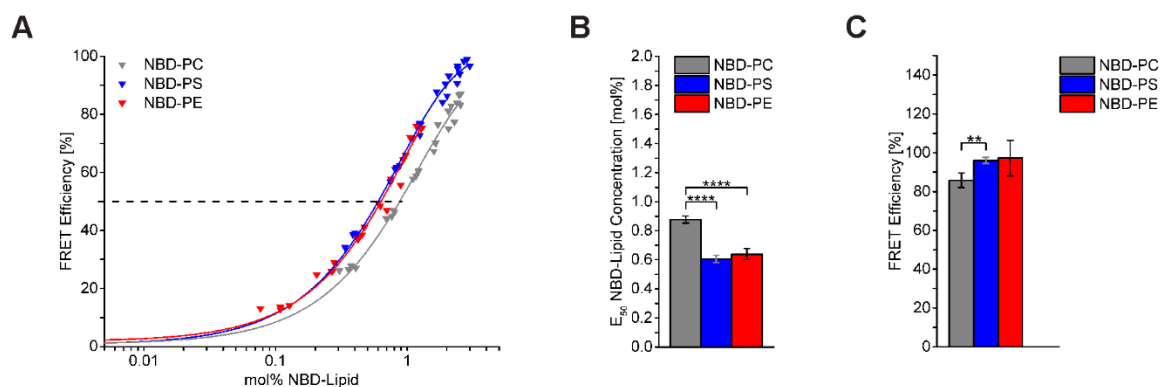 A
NBD-PC
NBD-PS
NBD-PE
FRET Efficiency [%]
100
80
60
40
20
0
0.01
0.1
1
mol% NBD-Lipid
B
NBD-PC
NBD-PS
NBD-PE
E50 NBD-Lipid Concentration [mol%]
2.0
1.8
1.6
1.4
1.2
1.0
0.8
0.6
0.4
0.2
0.0
****
****
C
NBD-PC
NBD-PS
NBD-PE
FRET Efficiency [%]
140
120
100
80
60
40
20
0
**